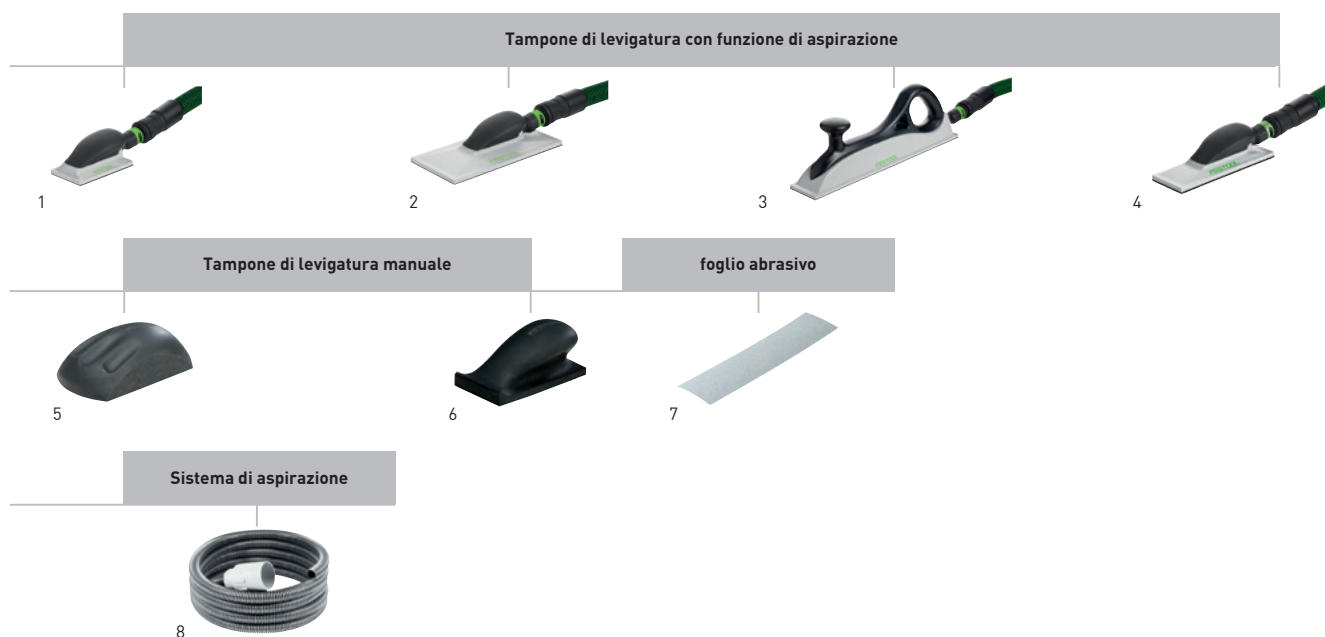 Tampone di levigatura con funzione di aspirazione
1
2
3
4
Tampone di levigatura manuale
foglio abrasivo
5
6
7
Sistema di aspirazione
8